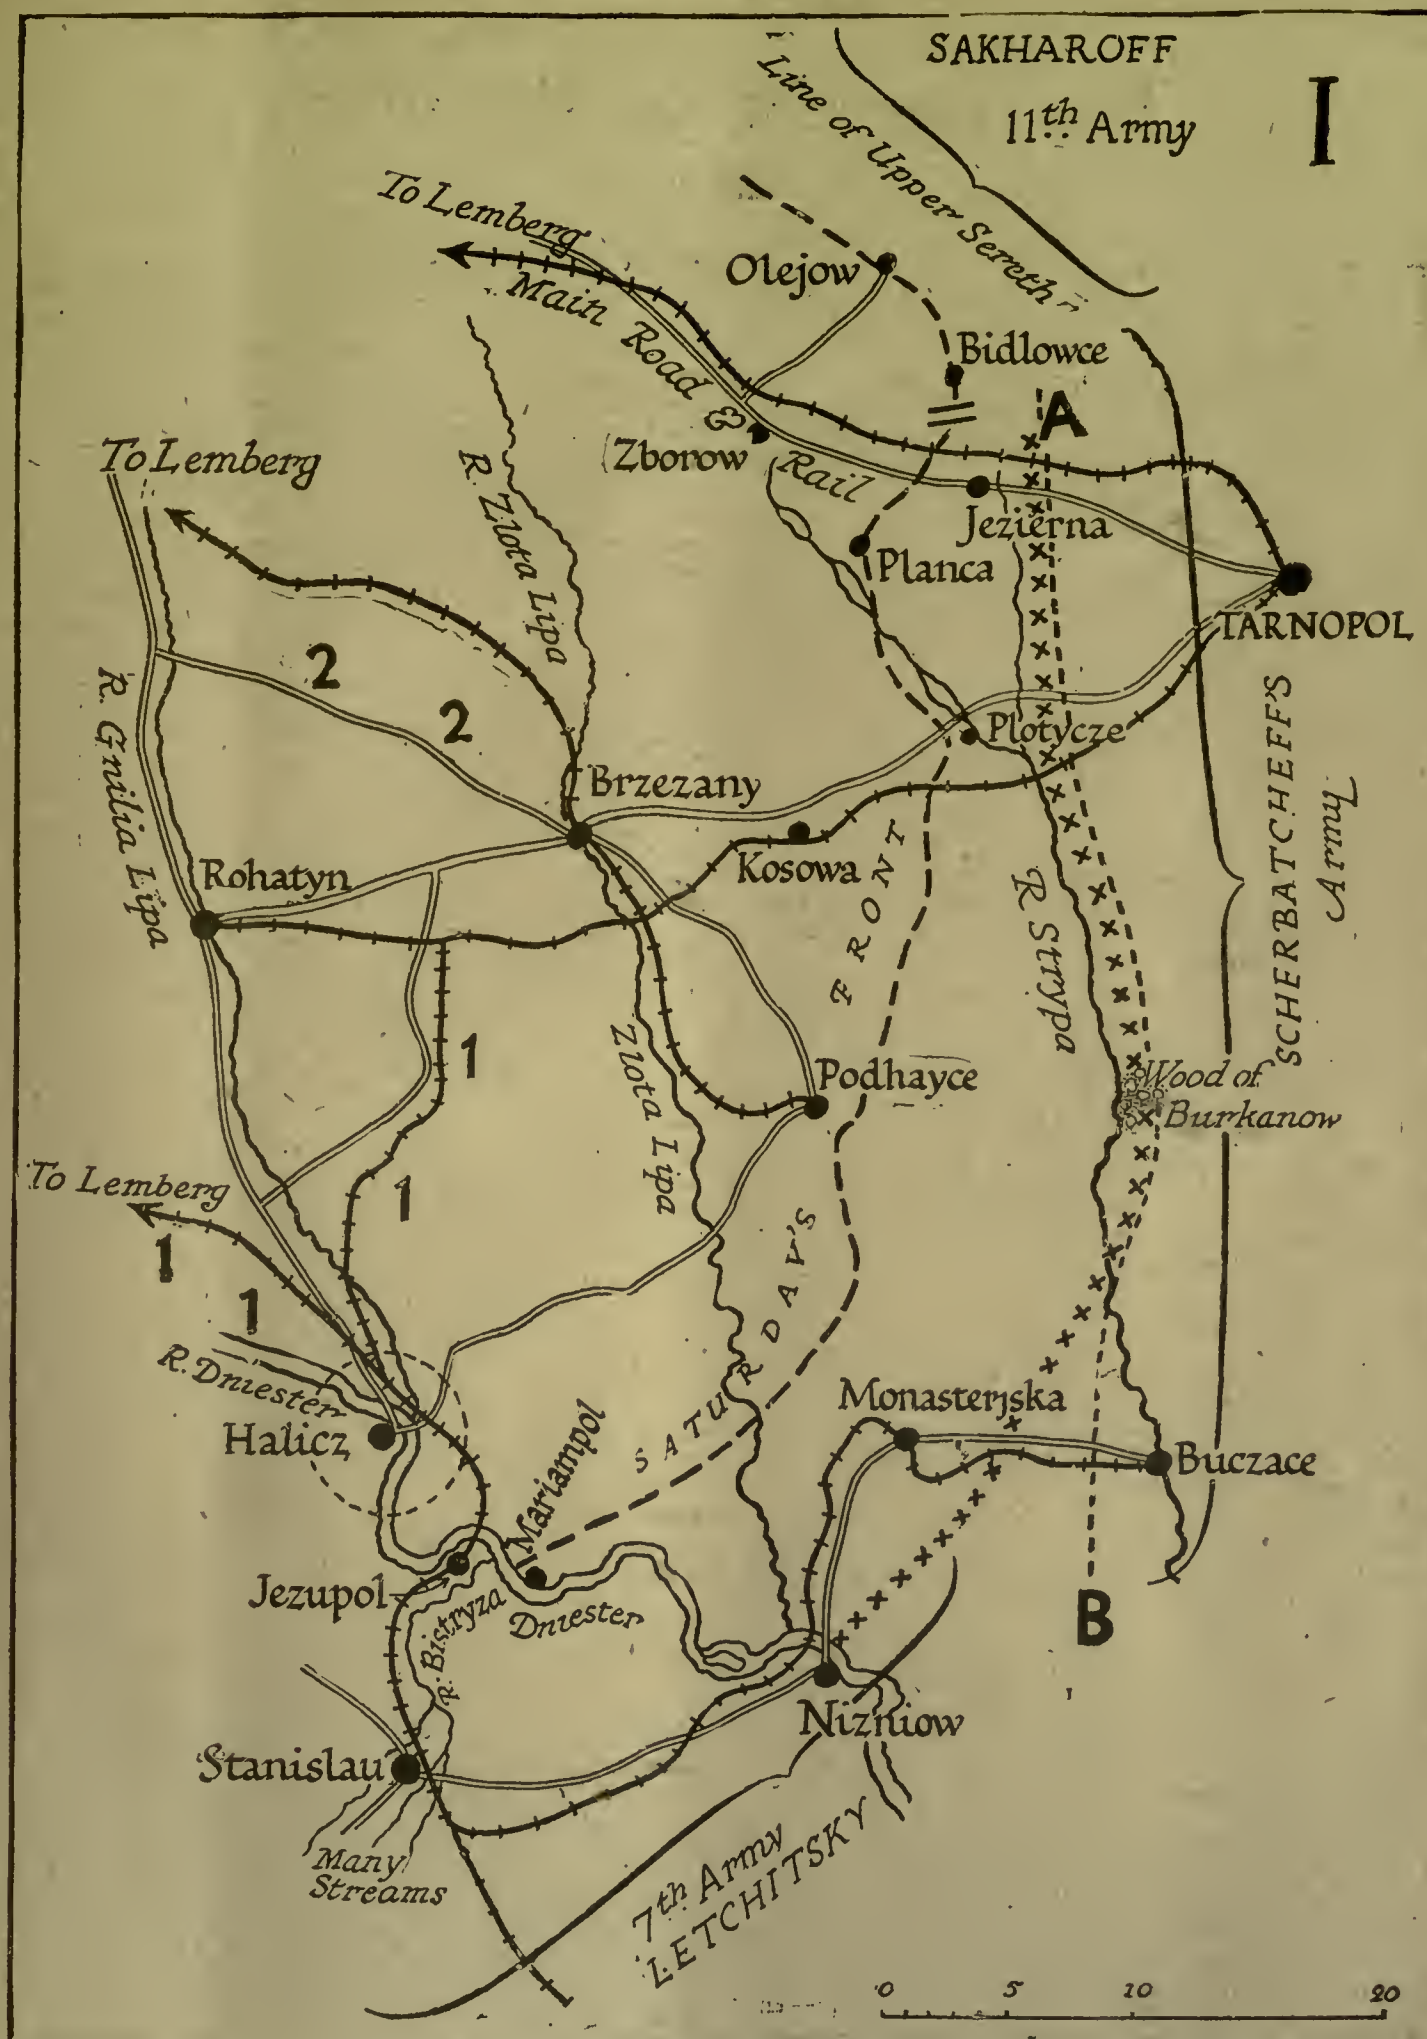 SAKHAROFF
11th Army
I
Line of Upper Sereth
To Lemberg
Main Road &
Rail
Olejow
Bidlowce
A
Zborow
Jezierna
Planca
TARNOPOL
To Lemberg
R. Zlota Lipa
2
2
R. Gnilia Lipa
Plotycze
Brzezany
Kosowa
Rohatyn
SCHERBATCHEFF'S
Army
R Strypa
SATURDAY'S FRONT
1
Zlota Lipa
Podhayce
Wood of
Burkanow
1
To Lemberg
1
1
R. Dniester
Halicz
Mariampol
Monasterjska
Buczace
Jezupol
R. Bistryza
Dniester
B
Nizniow
Stanislau
Many
Streams
7th Army
LETCHITSKY
0 5 10 20